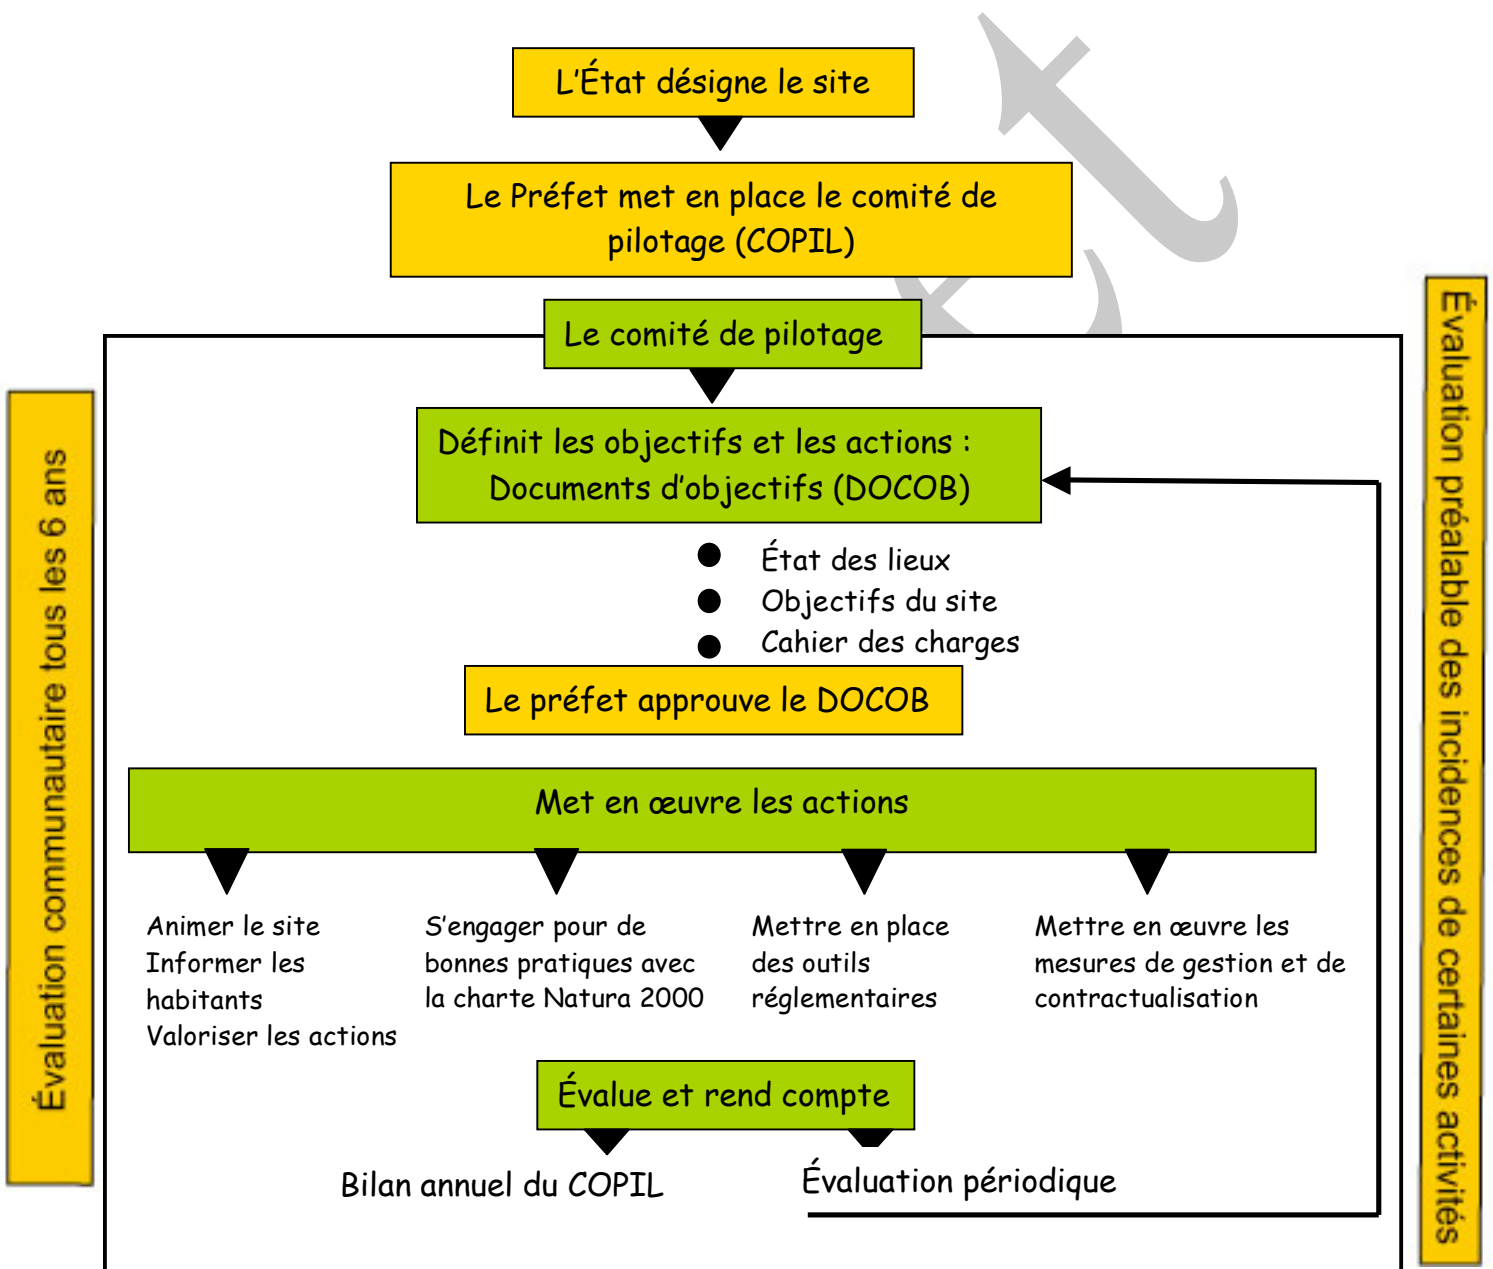 L'État désigne le site
Le Préfet met en place le comité de
pilotage (COPIL)
Le comité de pilotage
Définit les objectifs et les actions :
Documents d'objectifs (DOCOB)
État des lieux
Objectifs du site
Cahier des charges
Le préfet approuve le DOCOB
Met en œuvre les actions
Animer le site
Informer les
habitants
Valoriser les actions
S'engager pour de
bonnes pratiques avec
la charte Natura 2000
Mettre en place
des outils
réglementaires
Mettre en œuvre les
mesures de gestion et de
contractualisation
Évalue et rend compte
Bilan annuel du COPIL
Évaluation périodique
Évaluation communautaire tous les 6 ans
Évaluation préalable des incidences de certaines activités